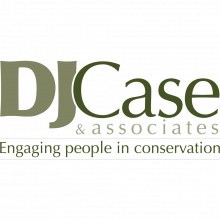 DJCase
& associates
Engaging people in conservation